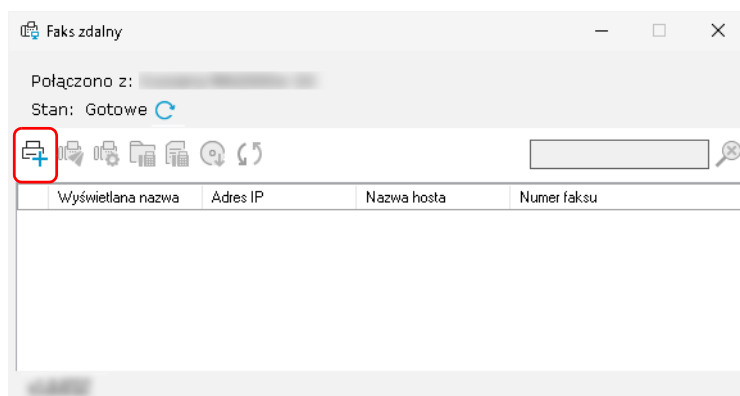 Faks zdalny
Połączono z:
Stan: Gotowe
Wyświetlana nazwa Adres IP Nazwa hosta Numer faksu